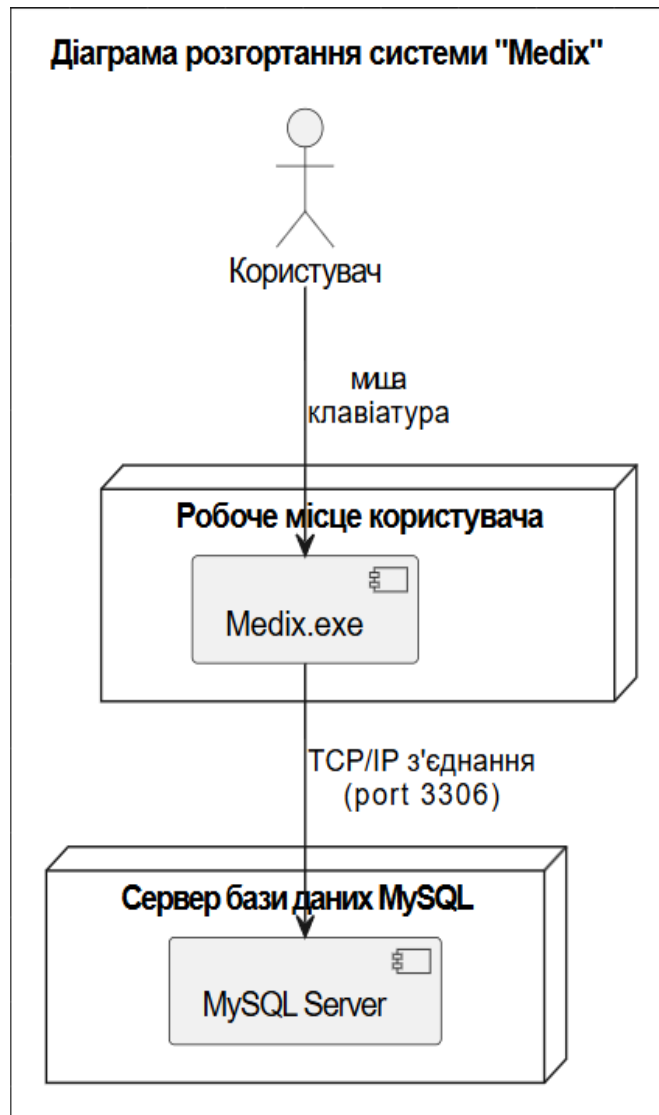 Діаграма розгортання системи "Medix"
Користувач
миша
клавіатура
Робоче місце користувача
Medix.exe
TCP/IP з'єднання
(port 3306)
Сервер бази даних MySQL
MySQL Server